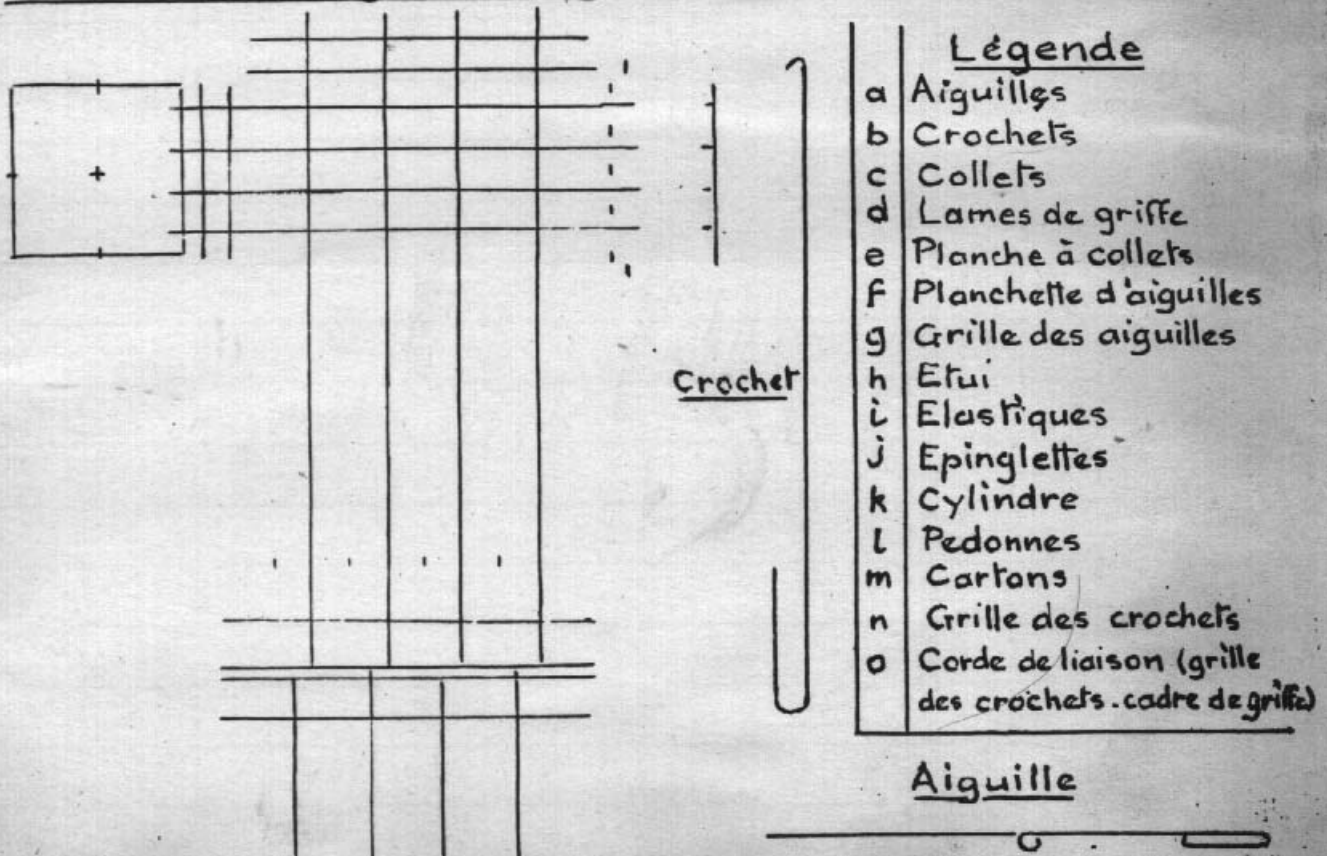 Légende
a Aiguilles
b Crochets
c Collets
d Lames de griffe
e Planche à collets
f Planchette d'aiguilles
g Grille des aiguilles
h Etui
i Elastiques
j Epinglettes
k Cylindre
l Pedonnes
m Cartons
n Grille des crochets
o Corde de liaison (grille
des crochets.cadre de griffe)
Crochet
Aiguille